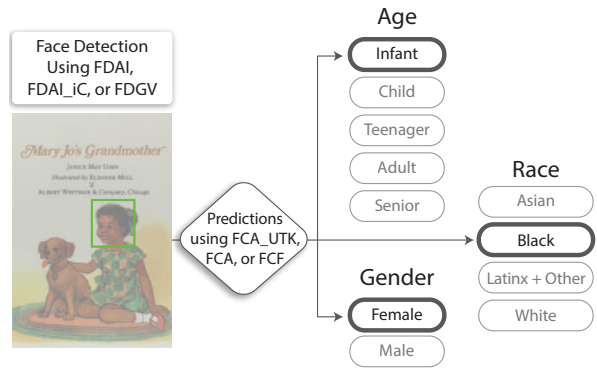 Face Detection
Using FDAI,
FDAI_iC, or FDGV
Mary Jo's Grandmother
JANICE MAY UDRY
Illustrated by ELEANOR MILL
ALBERT WHITMAN & Company, Chicago
Predictions
using FCA_UTK,
FCA, or FCF
Age
Infant
Child
Teenager
Adult
Senior
Race
Asian
Black
Latinx + Other
White
Gender
Female
Male